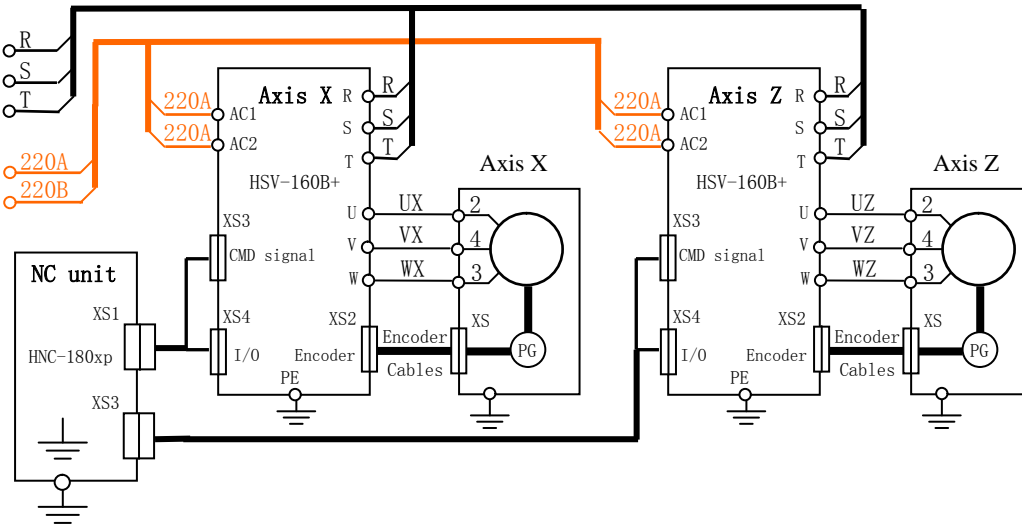 R
S
T
220A
220B
NC unit
XS1
HNC-180xp
XS3
220A
220A
Axis X
AC1
AC2
R
S
T
R
S
T
HSV-160B+
XS3
CMD signal
XS4
I/O
U
V
W
UX
VX
WX
XS2
Encoder
PE
Encoder
Cables
Axis X
2
4
3
XS
PG
220A
220A
Axis Z
AC1
AC2
R
S
T
R
S
T
HSV-160B+
XS3
CMD signal
XS4
I/O
U
V
W
UZ
VZ
WZ
XS2
Encoder
PE
Encoder
Cables
Axis Z
2
4
3
XS
PG